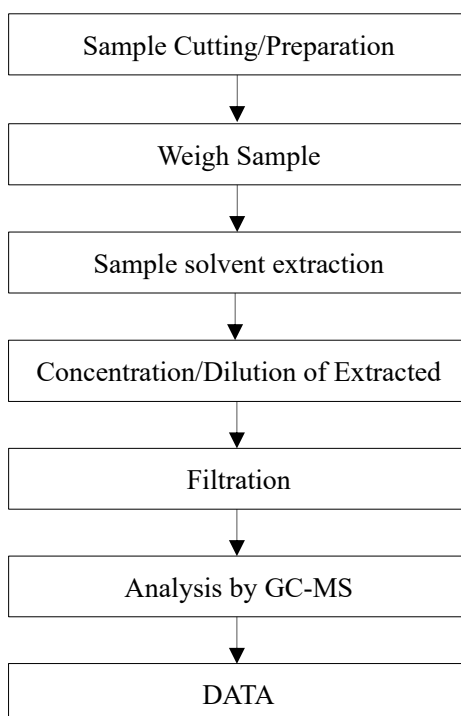 Sample Cutting/Preparation
Weigh Sample
Sample solvent extraction
Concentration/Dilution of Extracted
Filtration
Analysis by GC-MS
DATA